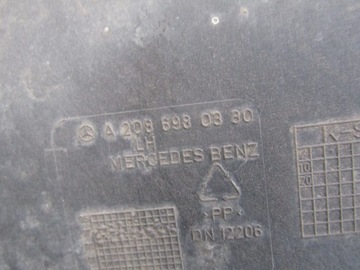 A 208 698 03 30
LH
MERCEDES BENZ
>PP<
DN 12206